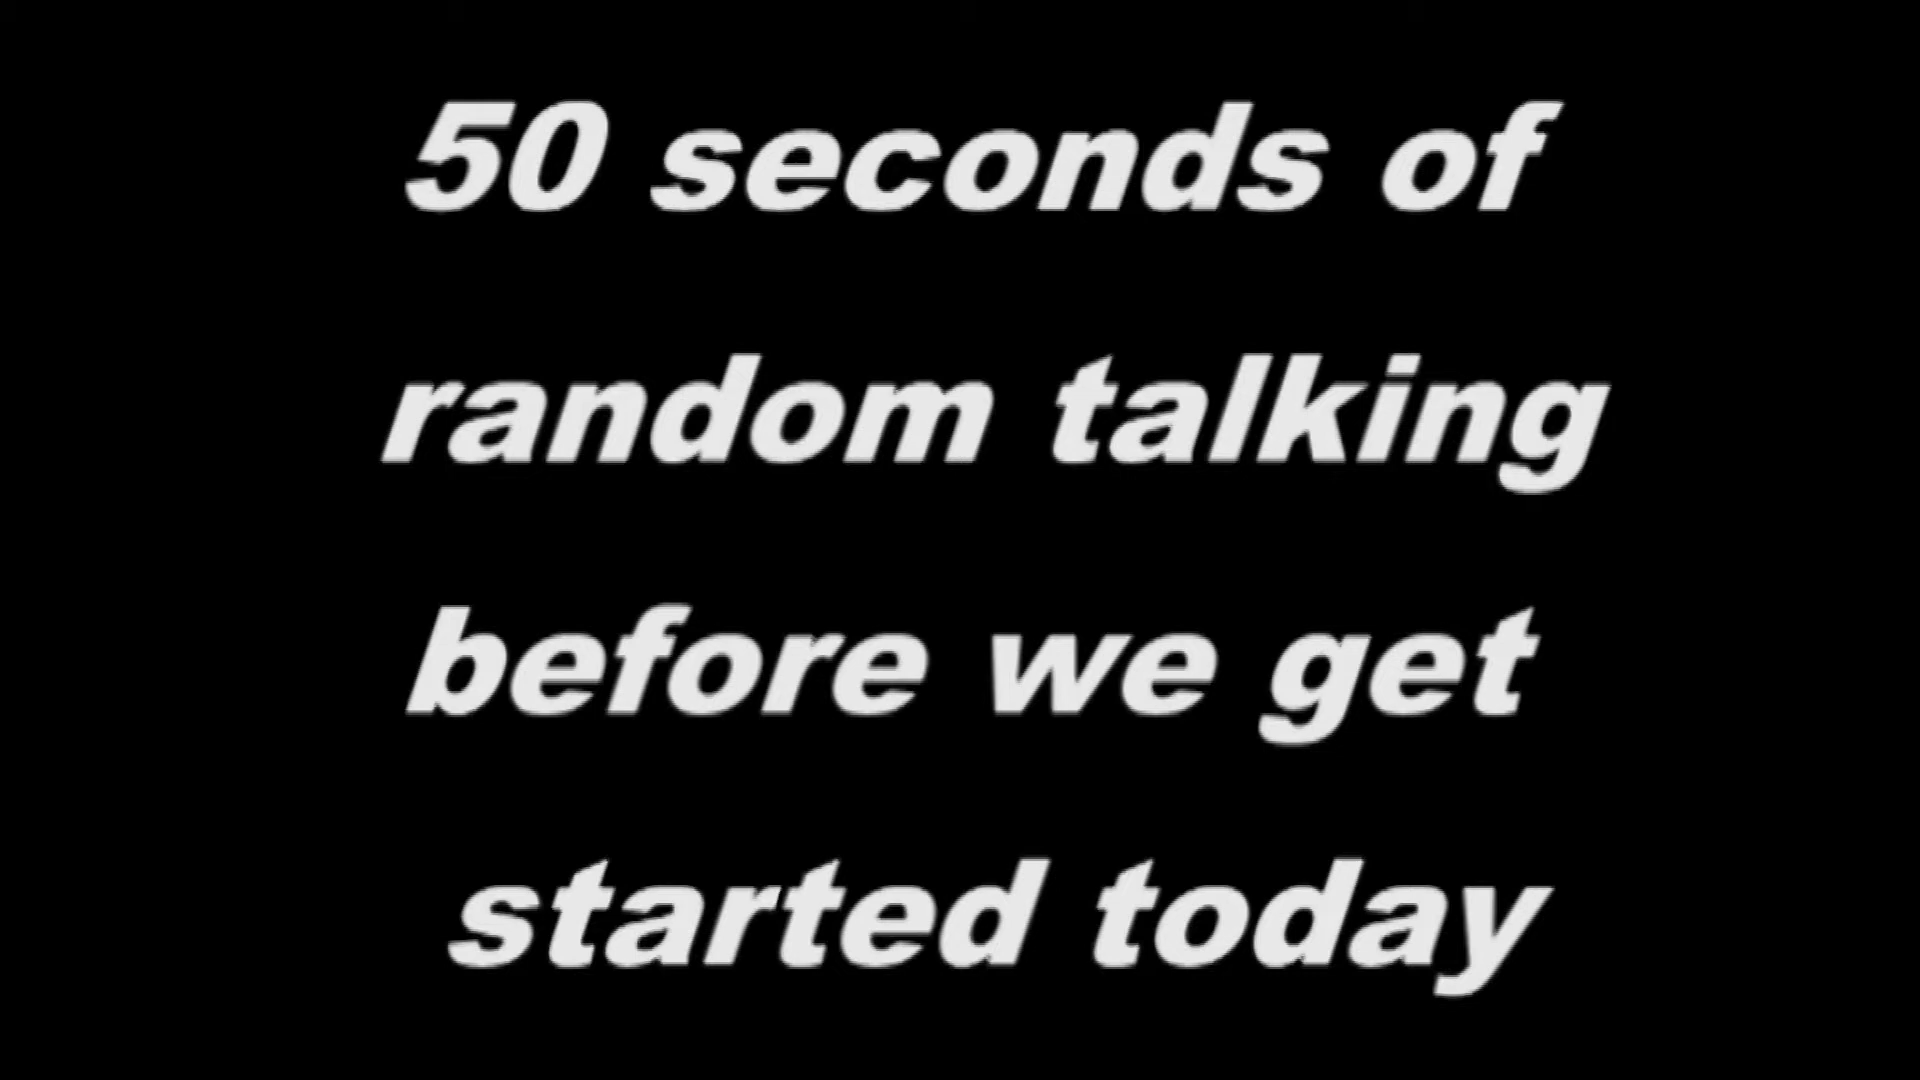 50 seconds of
random talking
before we get
started today